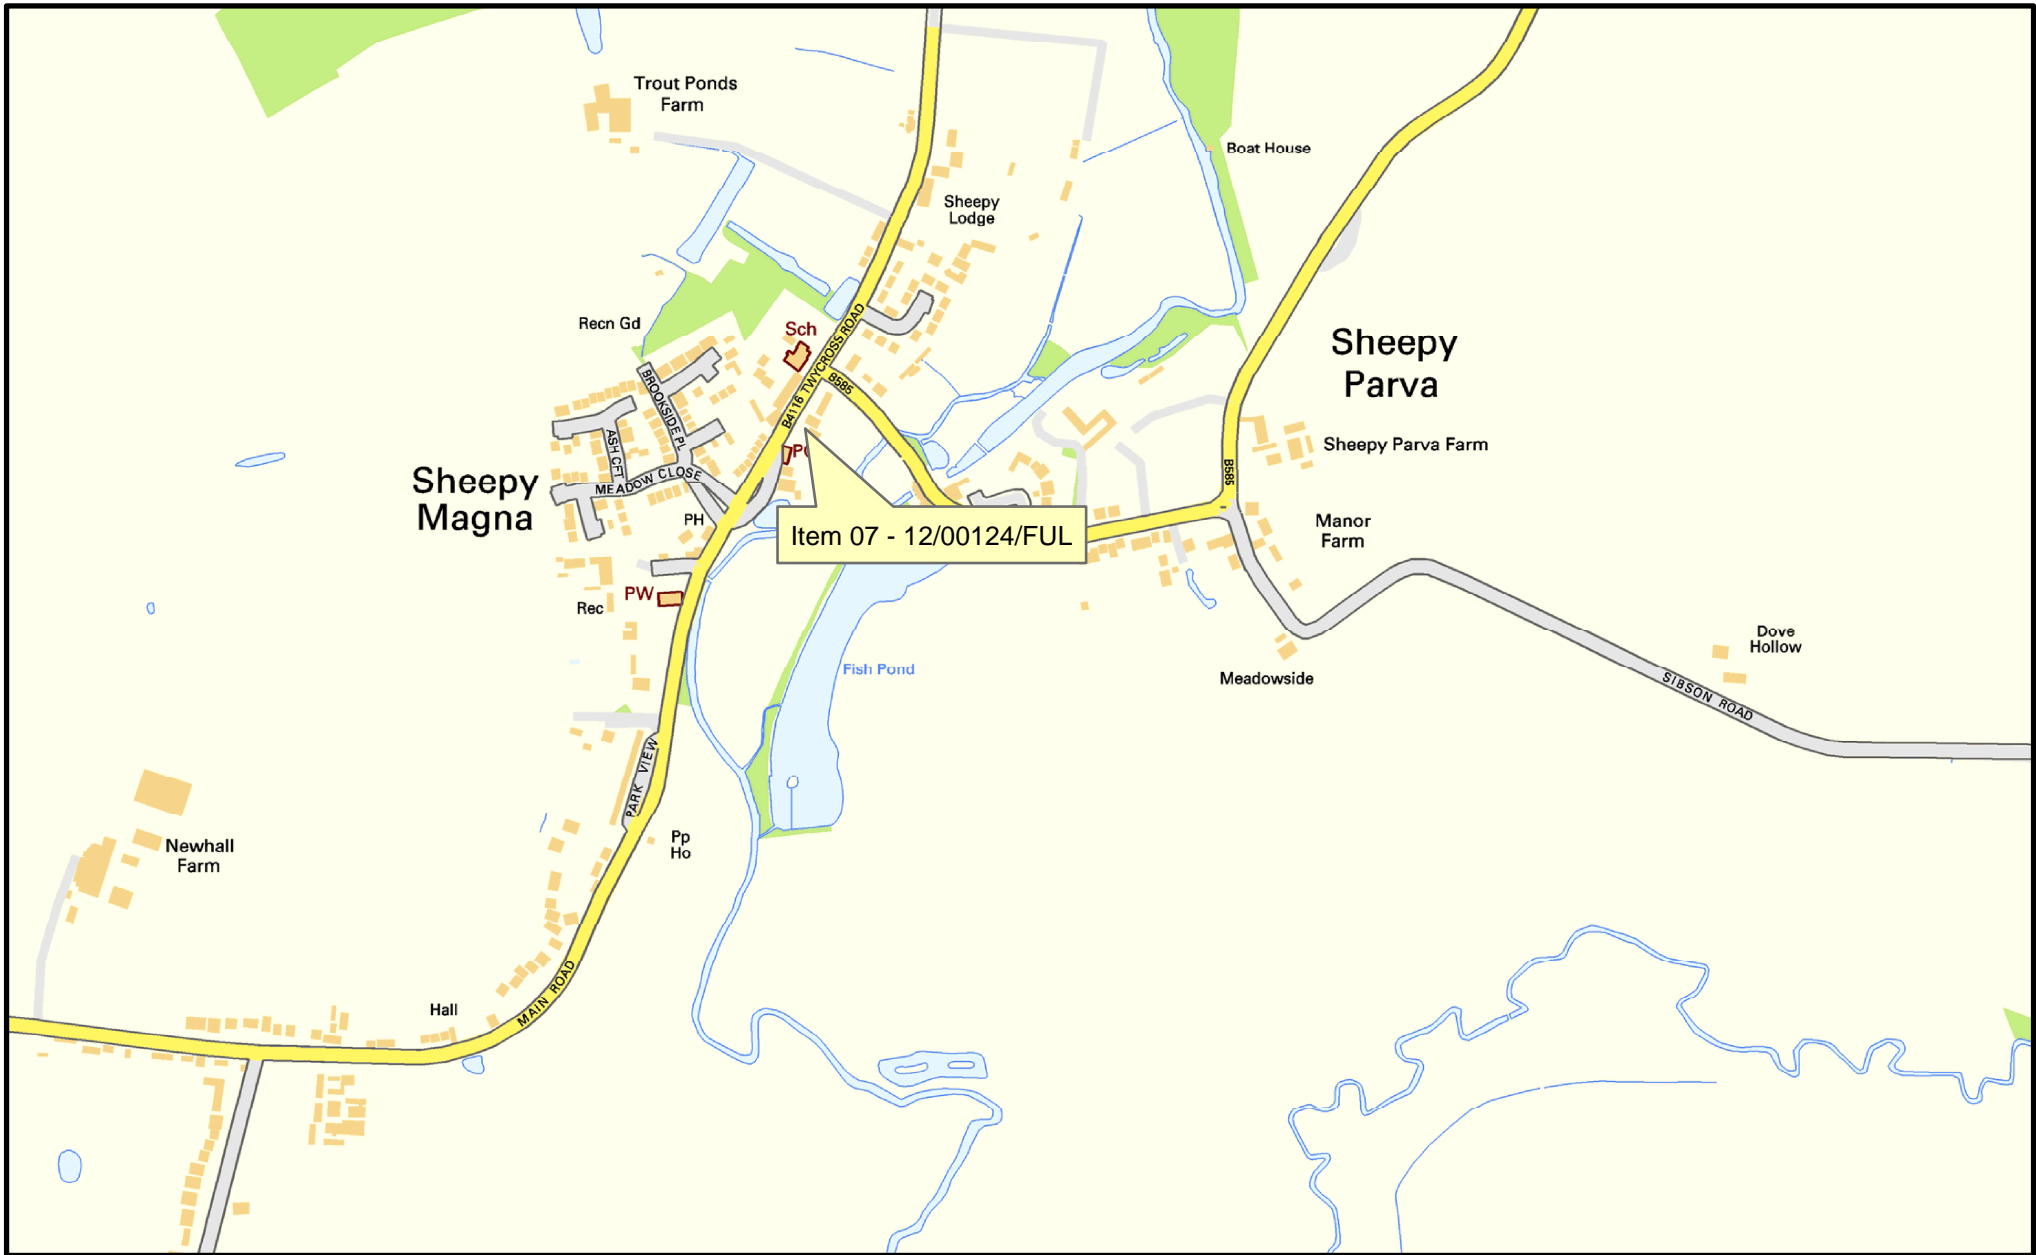 Trout Ponds
Farm
Boat House
Sheepy
Lodge
Recn Gd
Sch
B4116 TWYCROSS ROAD
B585
Sheepy
Parva
BROOKSIDE PL
ASH CFT
MEADOW CLOSE
Sheepy Parva Farm
B585
Sheepy
Magna
PH
Item 07 - 12/00124/FUL
Manor
Farm
PW
Rec
Fish Pond
Meadowside
Dove
Hollow
SIBSON ROAD
PARK VIEW
Pp
Ho
Newhall
Farm
MAIN ROAD
Hall